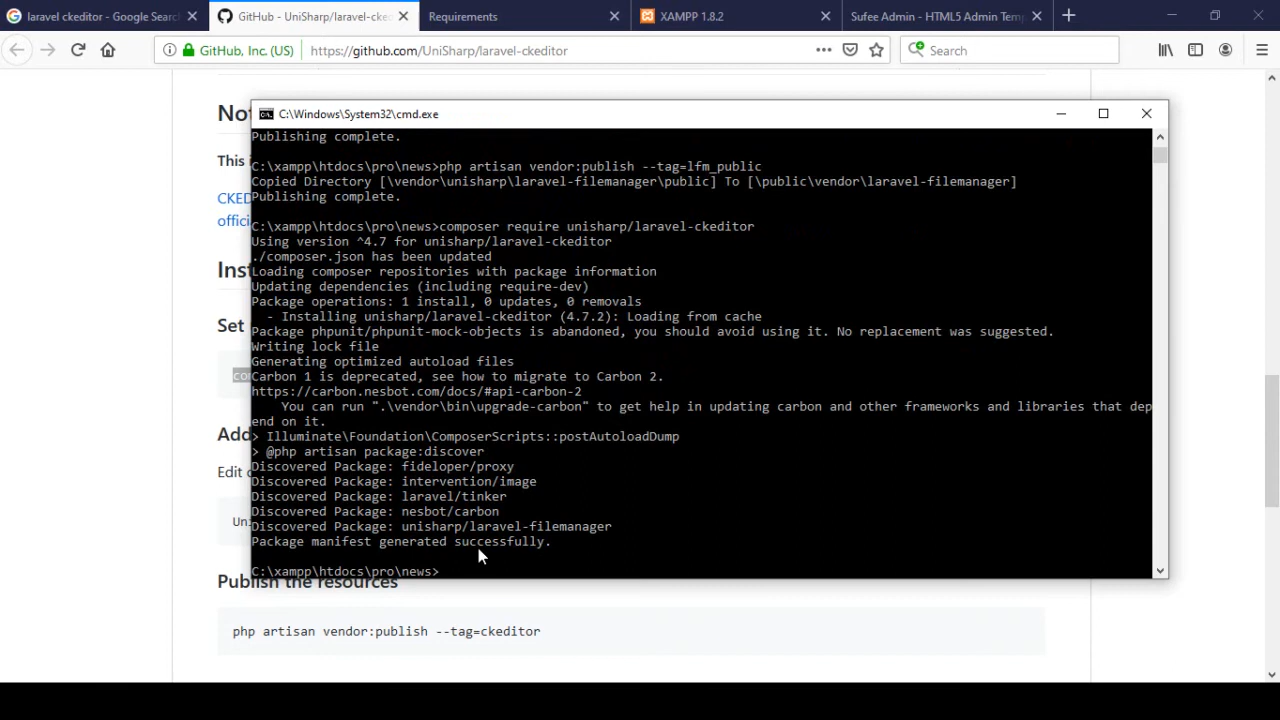 laravel ckeditor - Google Searc
GitHub - UniSharp/laravel-cked
Requirements
XAMPP 1.8.2
Sufee Admin - HTML5 Admin Tem
GitHub, Inc. (US)
https://github.com/UniSharp/laravel-ckeditor
Search
Not
This i
CKED
offici
Inst
Set
co
Add
Edit c
Un
C:\Windows\System32\cmd.exe
Publishing complete.
C:\xampp\htdocs\pro\news>php artisan vendor:publish --tag=lfm_public
Copied Directory [\vendor\unisharp\laravel-filemanager\public] To [\public\vendor\laravel-filemanager]
Publishing complete.
C:\xampp\htdocs\pro\news>composer require unisharp/laravel-ckeditor
Using version ^4.7 for unisharp/laravel-ckeditor
./composer.json has been updated
Loading composer repositories with package information
Updating dependencies (including require-dev)
Package operations: 1 install, 0 updates, 0 removals
- Installing unisharp/laravel-ckeditor (4.7.2): Loading from cache
Package phpunit/phpunit-mock-objects is abandoned, you should avoid using it. No replacement was suggested.
Writing lock file
Generating optimized autoload files
Carbon 1 is deprecated, see how to migrate to Carbon 2.
https://carbon.nesbot.com/docs/#api-carbon-2
You can run ".\vendor\bin\upgrade-carbon" to get help in updating carbon and other frameworks and libraries that dep
end on it.
> Illuminate\Foundation\ComposerScripts::postAutoloadDump
> @php artisan package:discover
Discovered Package: fideloper/proxy
Discovered Package: intervention/image
Discovered Package: laravel/tinker
Discovered Package: nesbot/carbon
Discovered Package: unisharp/laravel-filemanager
Package manifest generated successfully.
C:\xampp\htdocs\pro\news>
Publish the resources
php artisan vendor:publish --tag=ckeditor